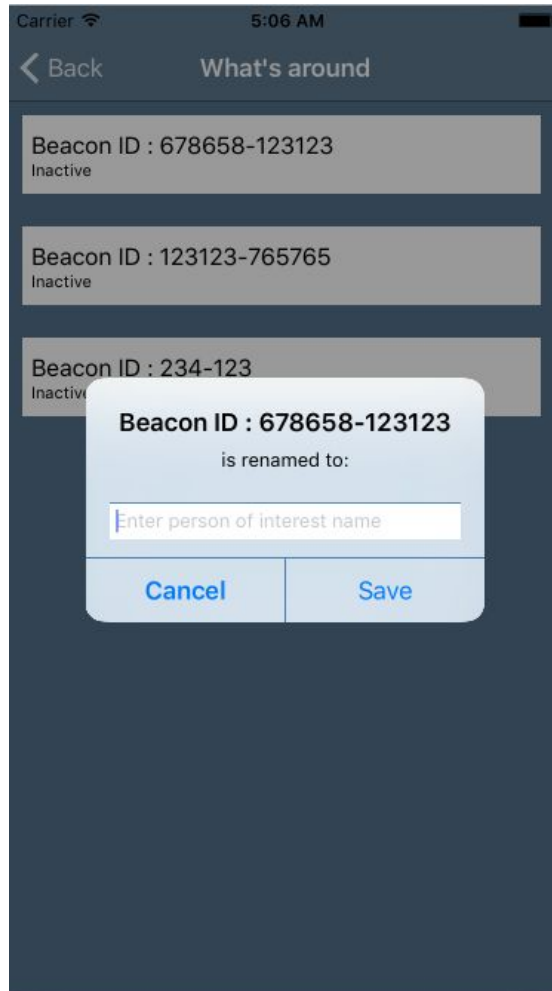 Carrier 5:06 AM
Back What's around
Beacon ID : 678658-123123
Inactive
Beacon ID : 123123-765765
Inactive
Beacon ID : 234-123
Inactive
Beacon ID : 678658-123123
is renamed to:
Enter person of interest name
Cancel Save